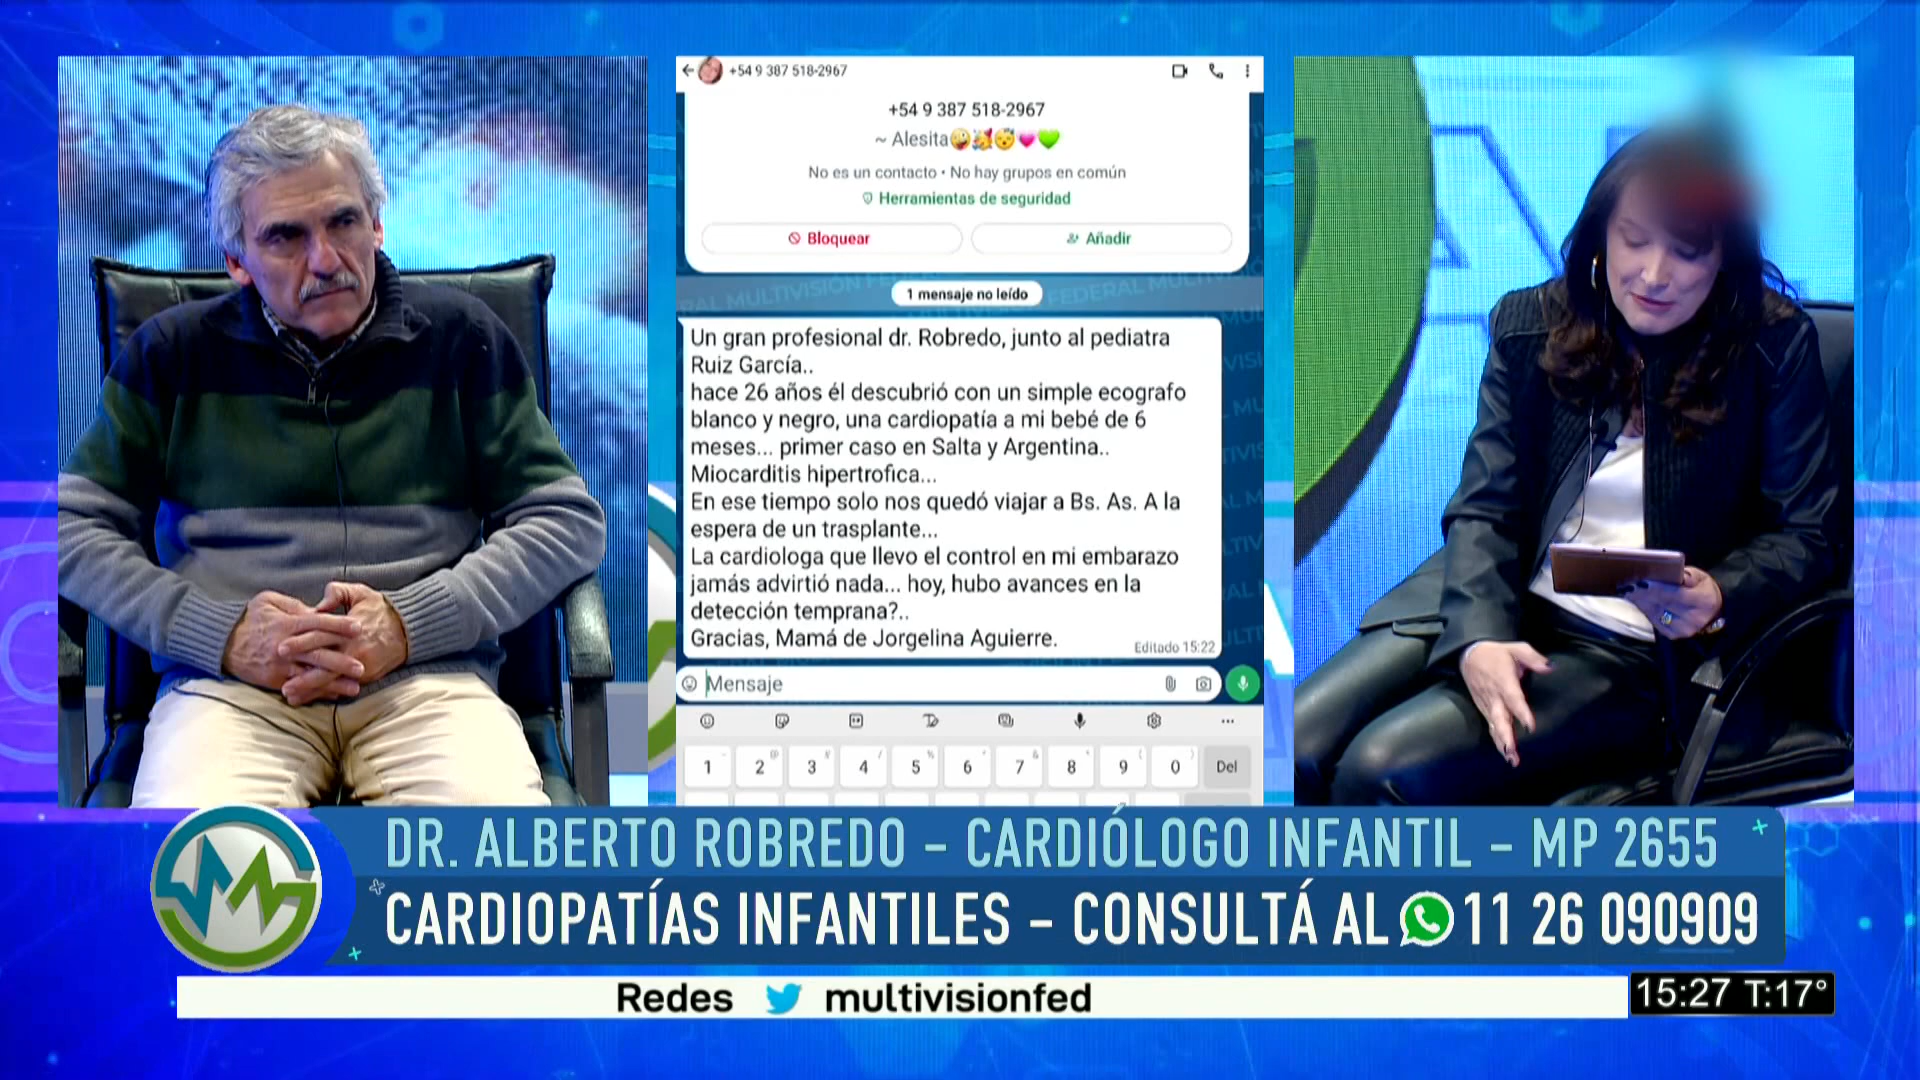 +54 9 387 518-2967
+54 9 387 518-2967
~ Alesita🤪🥳😴💗💚
No es un contacto • No hay grupos en común
Herramientas de seguridad
Bloquear
Añadir
1 mensaje no leído
Un gran profesional dr. Robredo, junto al pediatra
Ruiz García..
hace 26 años él descubrió con un simple ecografo
blanco y negro, una cardiopatía a mi bebé de 6
meses... primer caso en Salta y Argentina..
Miocarditis hipertrofica...
En ese tiempo solo nos quedó viajar a Bs. As. A la
espera de un trasplante...
La cardiologa que llevo el control en mi embarazo
jamás advirtió nada... hoy, hubo avances en la
detección temprana?..
Gracias, Mamá de Jorgelina Aguierre.
Editado 15:22
Mensaje
1 2 3 4 5 6 7 8 9 0 Del
DR. ALBERTO ROBREDO – CARDIÓLOGO INFANTIL – MP 2655
CARDIOPATÍAS INFANTILES – CONSULTÁ AL 11 26 090909
Redes multivisionfed
15:27 T:17°